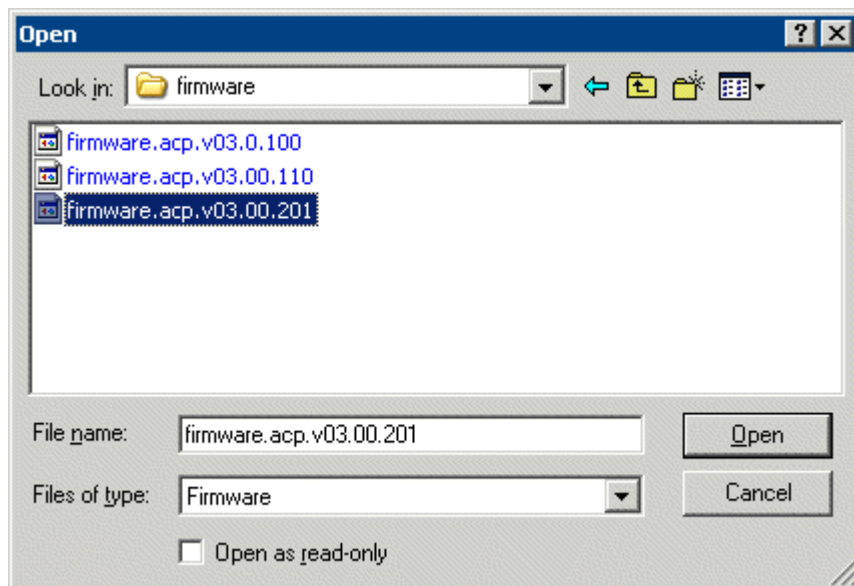 Open
Look in: firmware
firmware.acp.v03.0.100
firmware.acp.v03.00.110
firmware.acp.v03.00.201
File name: firmware.acp.v03.00.201 Open
Files of type: Firmware Cancel
Open as read-only